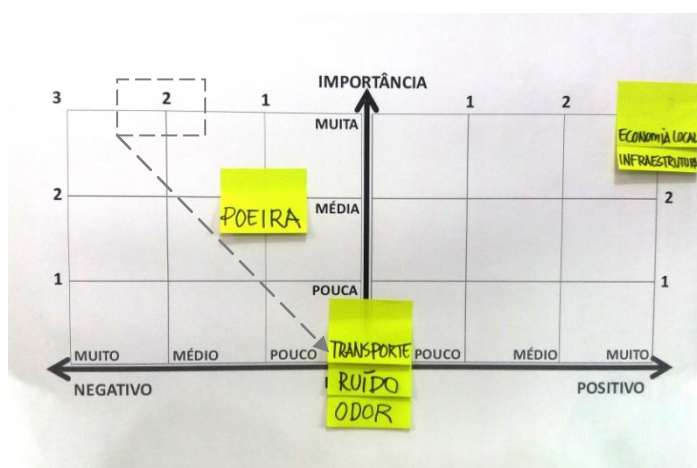 IMPORTÂNCIA
3 2 1 1 2
MUITA
ECONOMIA LOCAL
INFRAESTRUTURA
2 MÉDIA 2
POEIRA
1 1
POUCA
MUITO MÉDIO POUCO TRANSPORTE POUCO MÉDIO MUITO
RUÍDO
NEGATIVO POSITIVO
ODOR